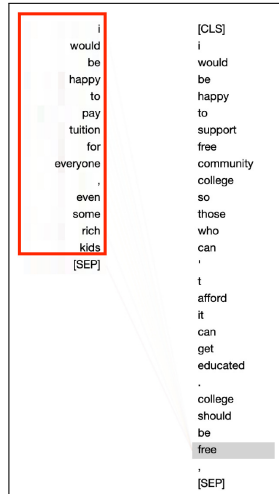 i
would
be
happy
to
pay
tuition
for
everyone
,
even
some
rich
kids
[SEP]
[CLS]
i
would
be
happy
to
support
free
community
college
so
those
who
can
'
t
afford
it
can
get
educated
.
college
should
be
free
,
[SEP]